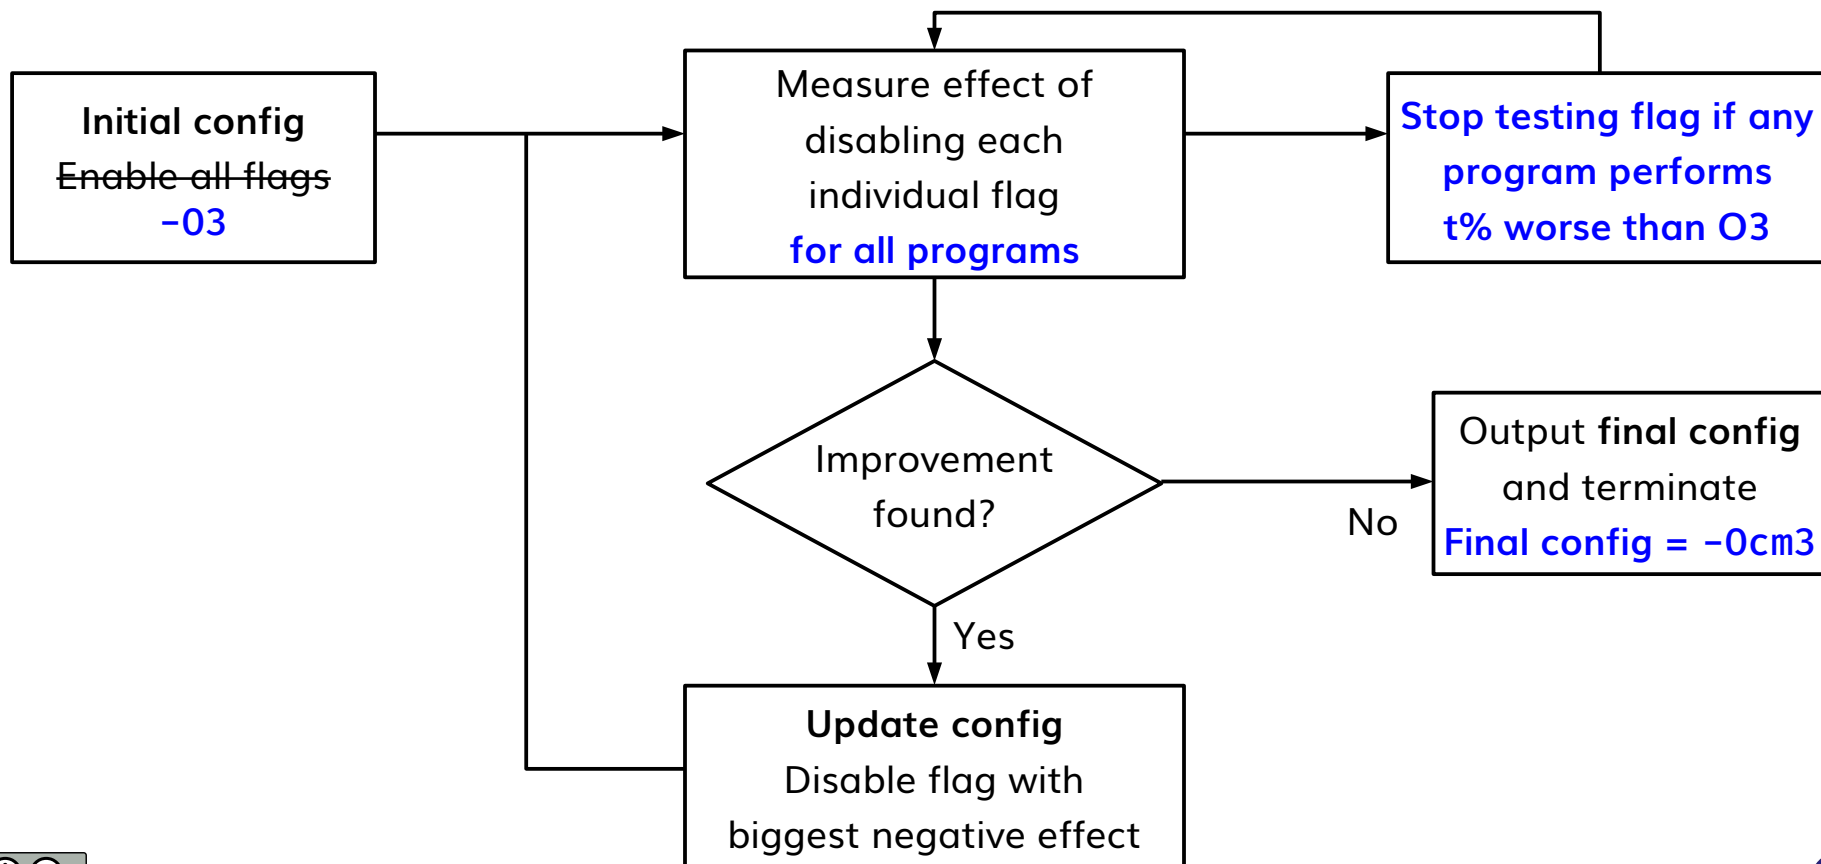 Initial config
Enable all flags
-O3
Measure effect of
disabling each
individual flag
for all programs
Stop testing flag if any
program performs
t% worse than O3
Improvement
found?
No
Output final config
and terminate
Final config = -Ocm3
Yes
Update config
Disable flag with
biggest negative effect